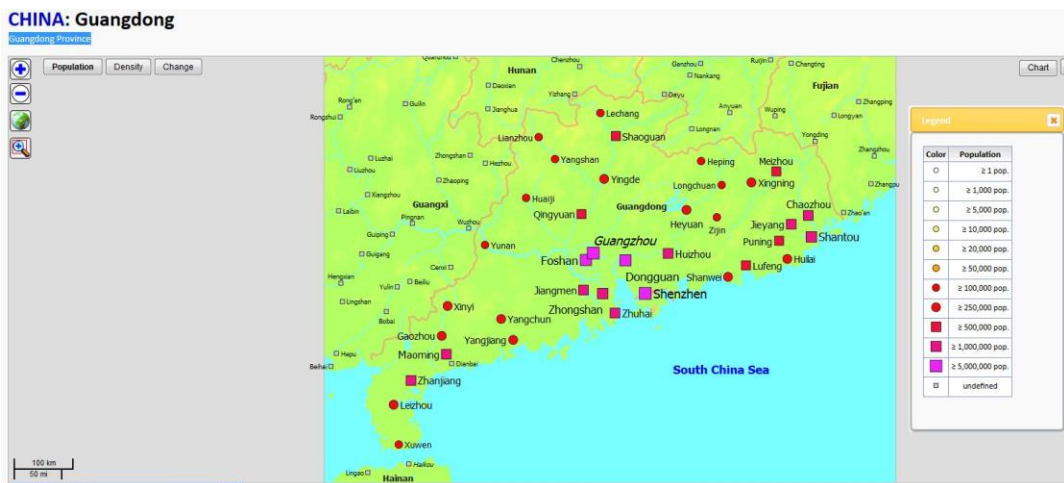 CHINA: Guangdong
Guangdong Province
Population Density Change
Chart
Hunan
Fujian
Chenzhou
Ganzhou
Ruijin
Changting
Nankang
Daoxian
Rong'an
Guilin
Jianghua
Yizhang
Dayu
Anyuan
Wuping
Zhangping
Rongshui
Lechang
Longyan
Lianzhou
Shaoguan
Longnan
Yongding
Luzhai
Zhongshan
Hezhou
Yangshan
Heping
Meizhou
Zhangzhou
Liuzhou
Zhaoping
Yingde
Longchuan
Xingning
Zhangpu
Xiangzhou
Huaiji
Guangxi
Guangdong
Chaozhou
Laibin
Pingnan
Qingyuan
Heyuan
Zijin
Jieyang
Zhao'an
Guiping
Wuzhou
Yunan
Guangzhou
Puning
Shantou
Guigang
Foshan
Huizhou
Huilai
Hengxian
Cenxi
Dongguan
Shanwei
Lufeng
Yulin
Beiliu
Jiangmen
Shenzhen
Lingshan
Xinyi
Zhongshan
Zhuhai
Bobai
Yangchun
Gaozhou
Yangjiang
Hepu
Maoming
Dianbai
Beihai
South China Sea
Zhanjiang
Leizhou
Xuwen
Haikou
Lingao
Hainan
100 km
50 mi
Legend
Color Population
≥ 1 pop.
≥ 1,000 pop.
≥ 5,000 pop.
≥ 10,000 pop.
≥ 20,000 pop.
≥ 50,000 pop.
≥ 100,000 pop.
≥ 250,000 pop.
≥ 500,000 pop.
≥ 1,000,000 pop.
≥ 5,000,000 pop.
undefined